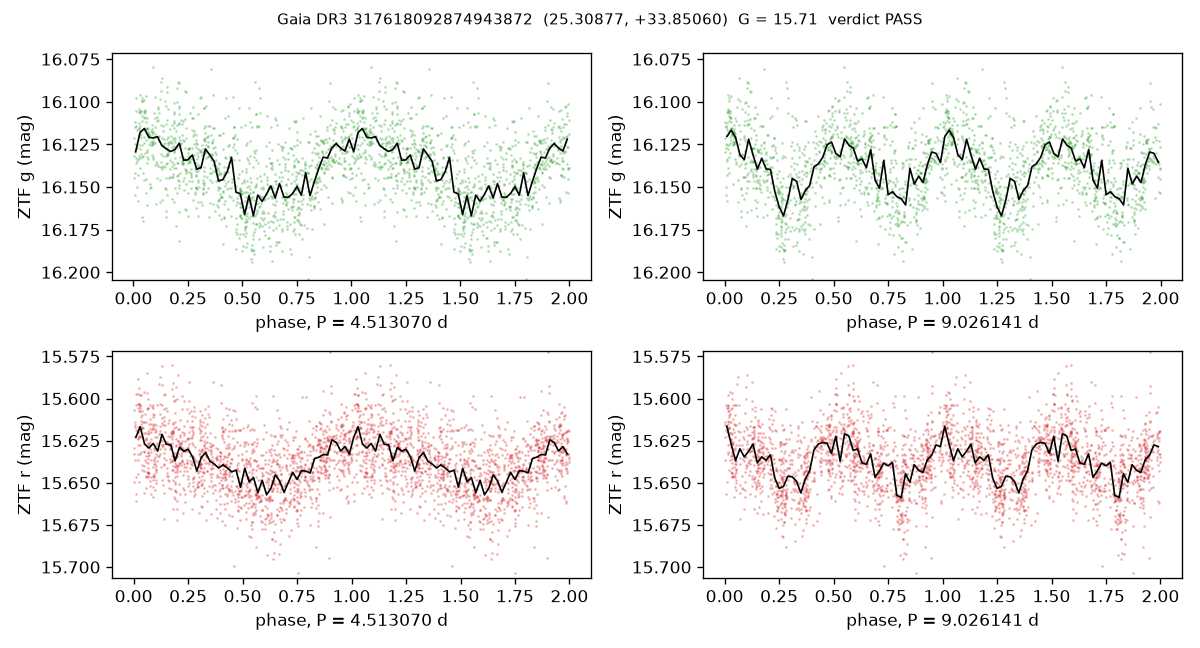 Gaia DR3 317618092874943872  (25.30877, +33.85060)  G = 15.71  verdict PASS
ZTF g (mag)
16.075
16.100
16.125
16.150
16.175
16.200
0.00 0.25 0.50 0.75 1.00 1.25 1.50 1.75 2.00
phase, P = 4.513070 d
ZTF g (mag)
16.075
16.100
16.125
16.150
16.175
16.200
0.00 0.25 0.50 0.75 1.00 1.25 1.50 1.75 2.00
phase, P = 9.026141 d
ZTF r (mag)
15.575
15.600
15.625
15.650
15.675
15.700
0.00 0.25 0.50 0.75 1.00 1.25 1.50 1.75 2.00
phase, P = 4.513070 d
ZTF r (mag)
15.575
15.600
15.625
15.650
15.675
15.700
0.00 0.25 0.50 0.75 1.00 1.25 1.50 1.75 2.00
phase, P = 9.026141 d